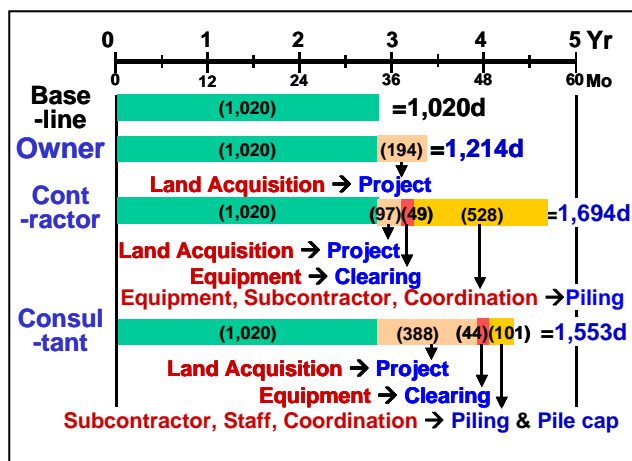 0 1 2 3 4 5 Yr
0 12 24 36 48 60 Mo
Base
-line
(1,020) =1,020d
Owner (1,020) (194) =1,214d
Land Acquisition → Project
Cont
-ractor
(1,020) (97) (49) (528) =1,694d
Land Acquisition → Project
Equipment → Clearing
Equipment, Subcontractor, Coordination → Piling
Consul
-tant
(1,020) (388) (44) (101) =1,553d
Land Acquisition → Project
Equipment → Clearing
Subcontractor, Staff, Coordination → Piling & Pile cap